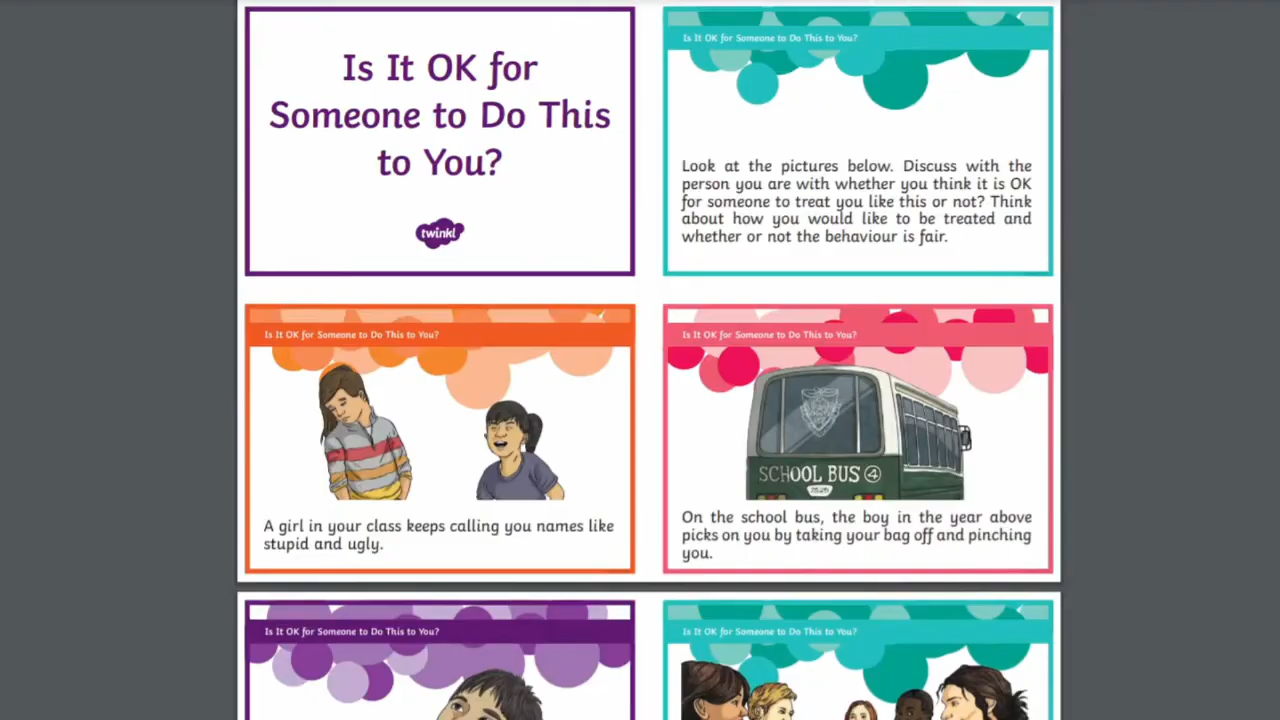 Is It OK for
Someone to Do This
to You?
twinkl
Is It OK for Someone to Do This to You?
Look at the pictures below. Discuss with the
person you are with whether you think it is OK
for someone to treat you like this or not? Think
about how you would like to be treated and
whether or not the behaviour is fair.
Is It OK for Someone to Do This to You?
A girl in your class keeps calling you names like
stupid and ugly.
Is It OK for Someone to Do This to You?
SCHOOL BUS 4
On the school bus, the boy in the year above
picks on you by taking your bag off and pinching
you.
Is It OK for Someone to Do This to You?
Is It OK for Someone to Do This to You?